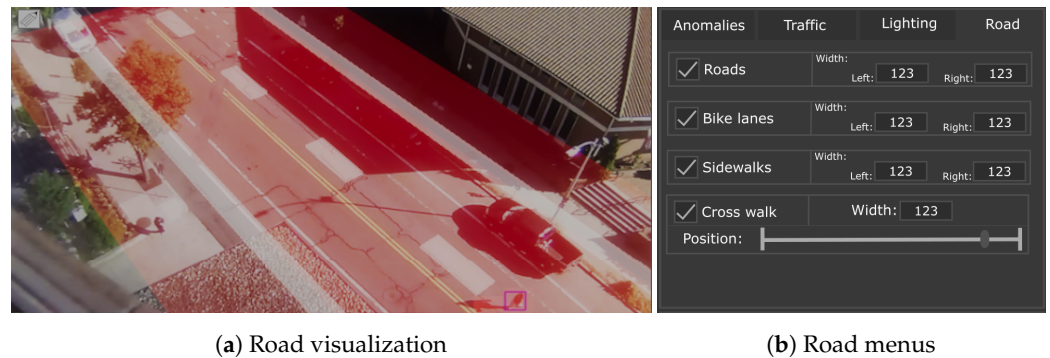 Anomalies Traffic Lighting Road
Roads Width: Left: 123 Right: 123
Bike lanes Width: Left: 123 Right: 123
Sidewalks Width: Left: 123 Right: 123
Cross walk Width: 123
Position:
(a) Road visualization (b) Road menus